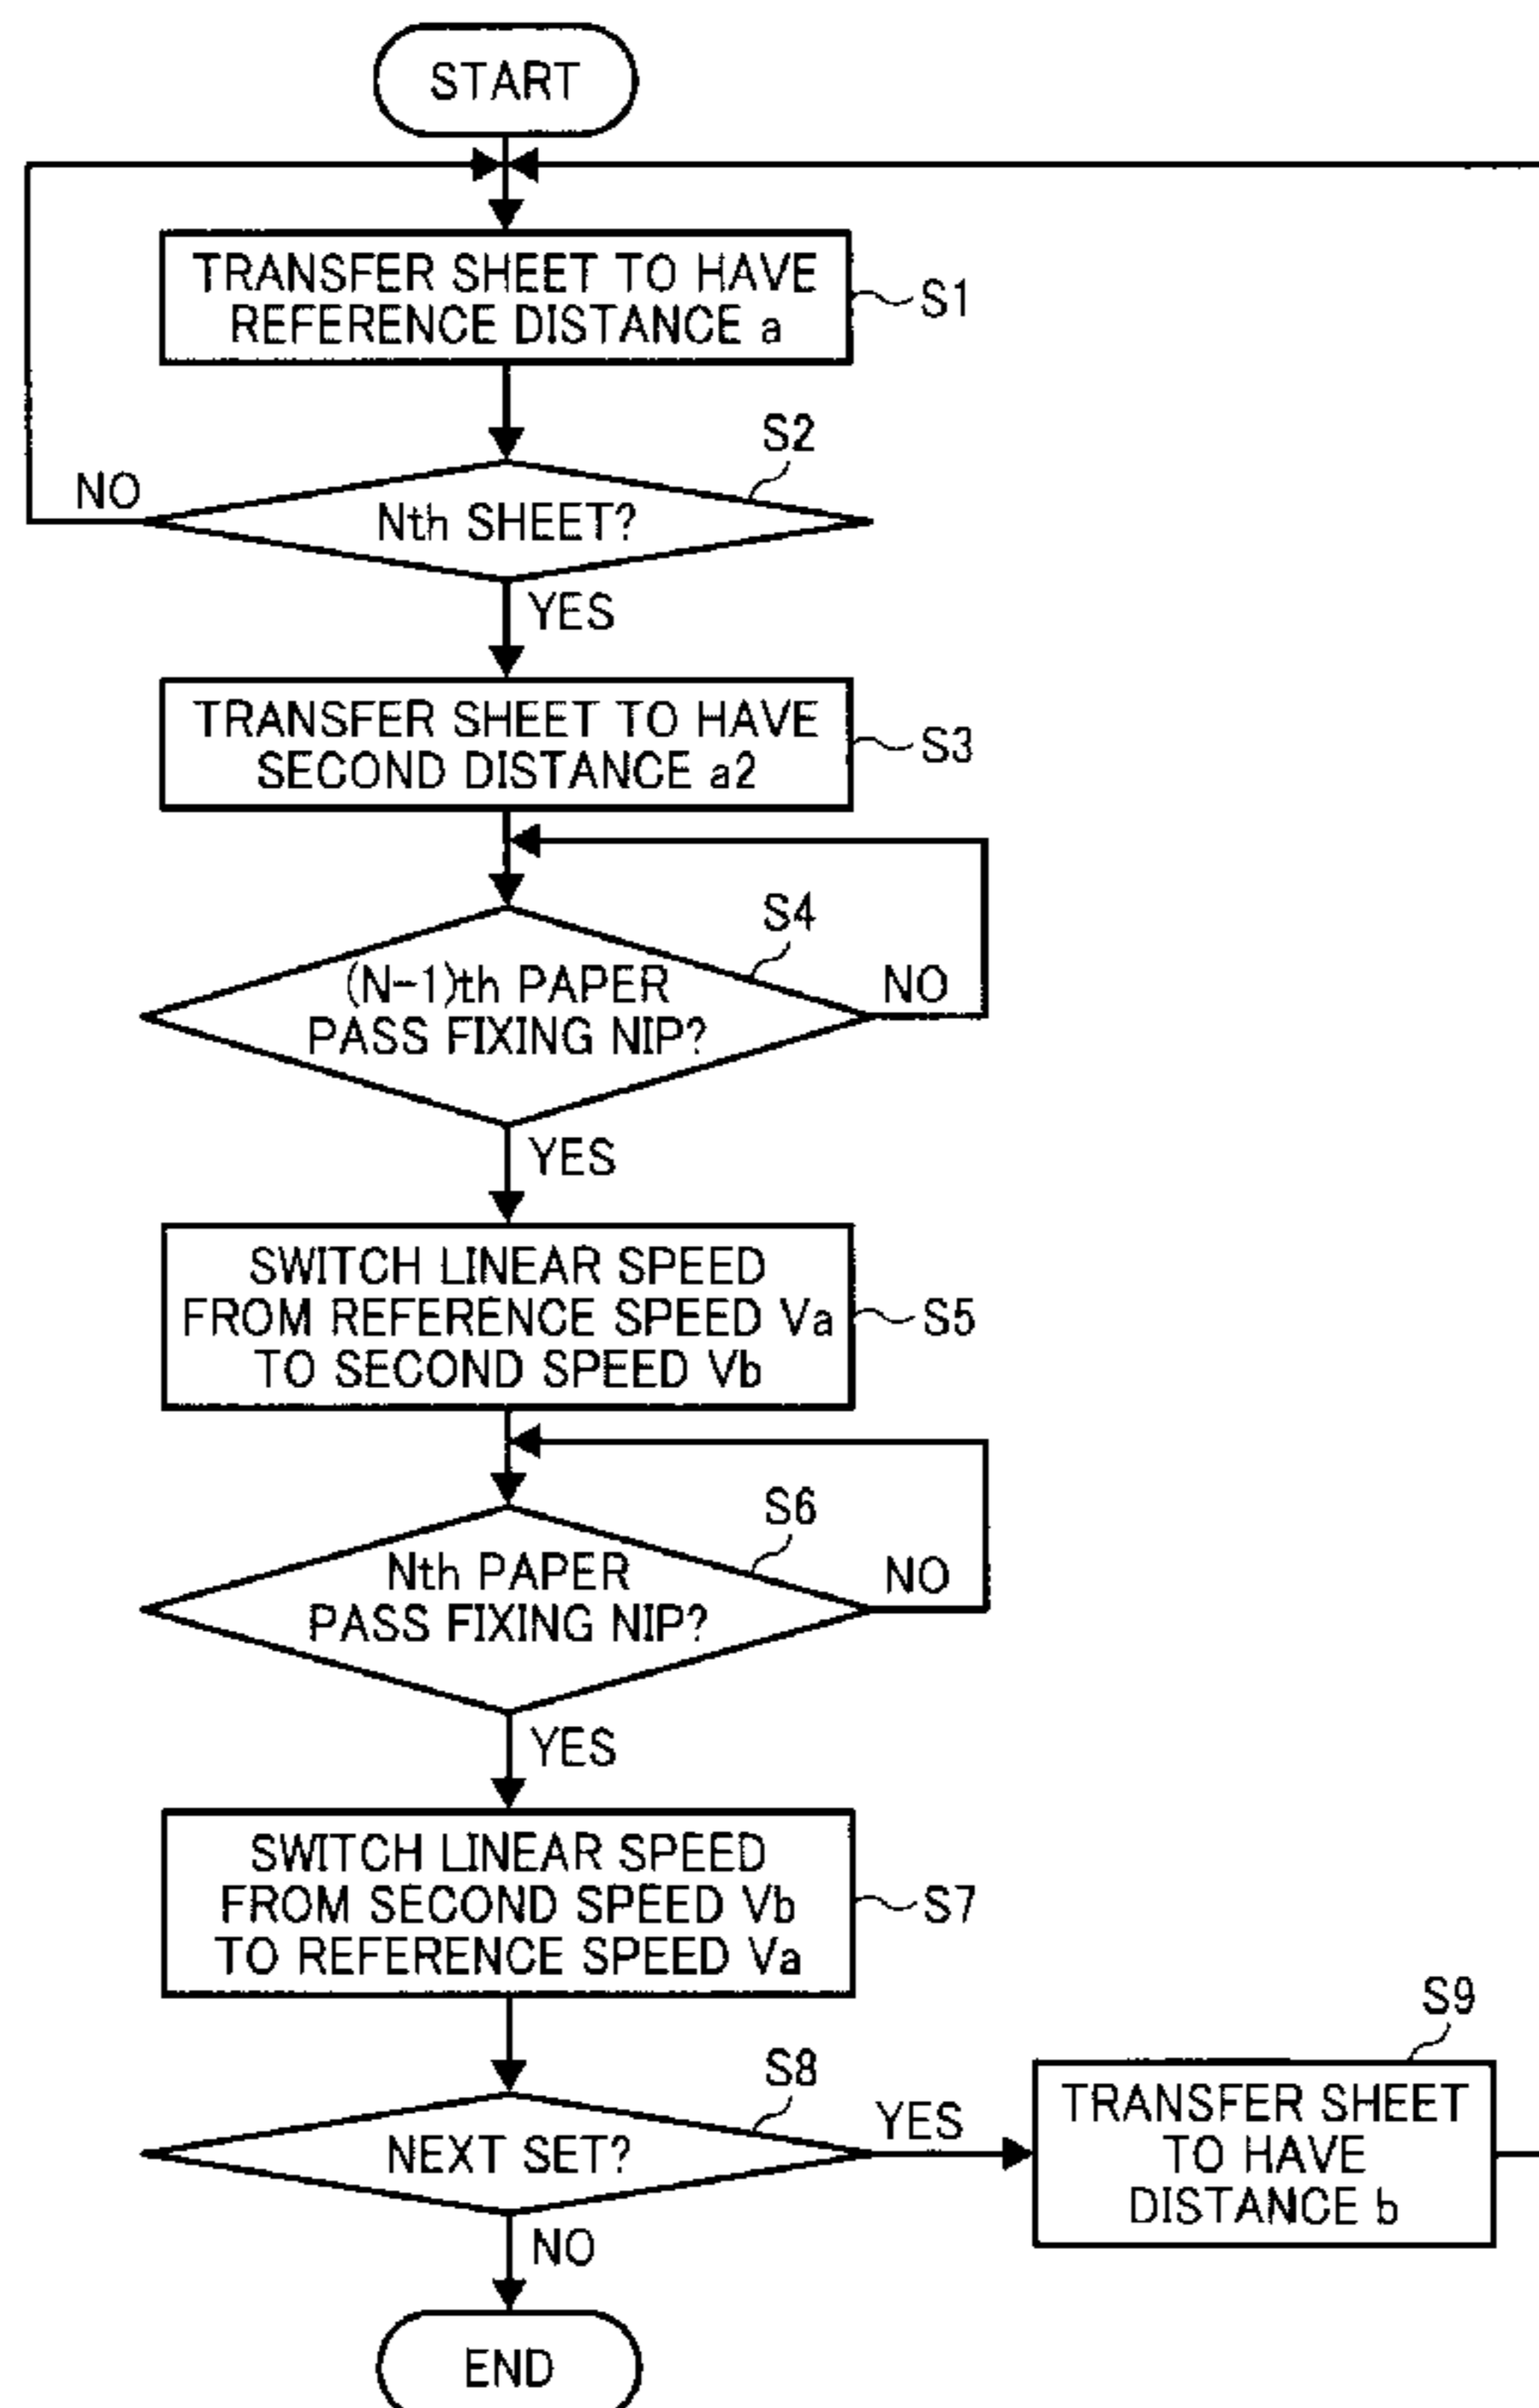 START
TRANSFER SHEET TO HAVE
REFERENCE DISTANCE a
S1
S2
NO
Nth SHEET?
YES
TRANSFER SHEET TO HAVE
SECOND DISTANCE a2
S3
S4
(N-1)th PAPER
PASS FIXING NIP?
NO
YES
SWITCH LINEAR SPEED
FROM REFERENCE SPEED Va
TO SECOND SPEED Vb
S5
S6
Nth PAPER
PASS FIXING NIP?
NO
YES
SWITCH LINEAR SPEED
FROM SECOND SPEED Vb
TO REFERENCE SPEED Va
S7
S8
NEXT SET?
YES
S9
TRANSFER SHEET
TO HAVE
DISTANCE b
NO
END